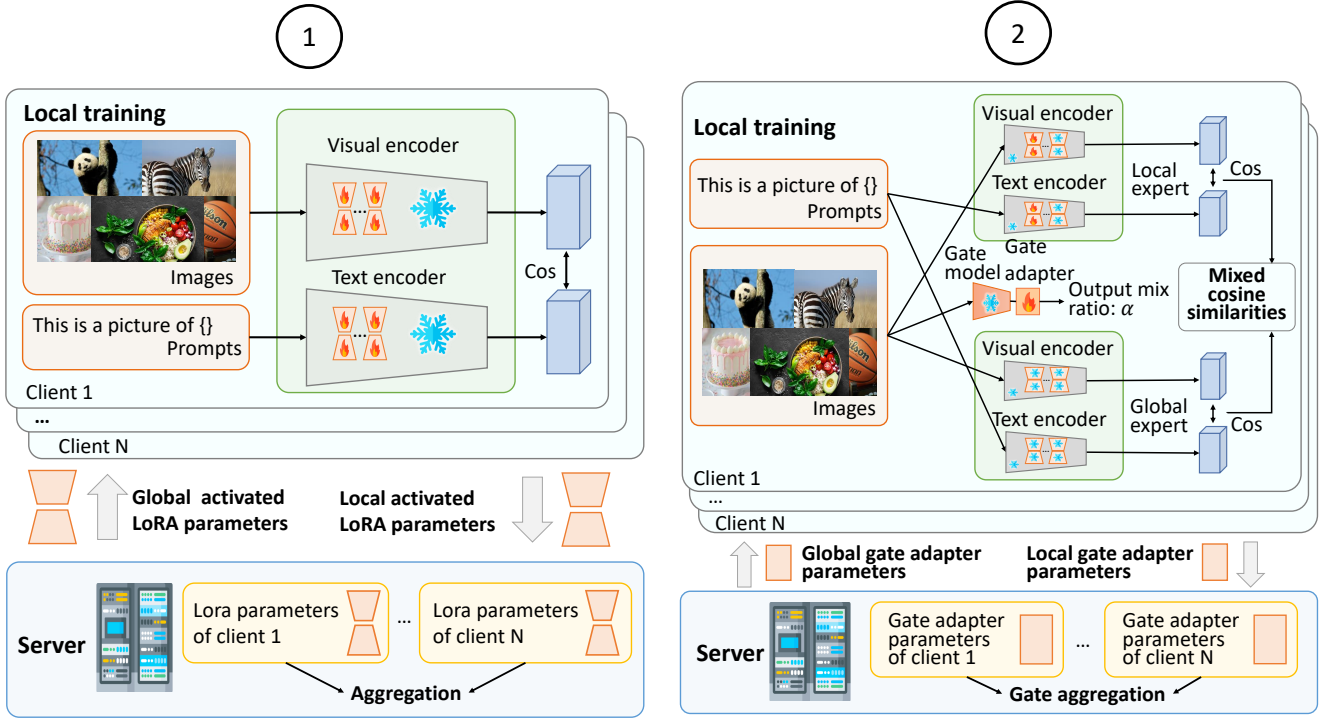 1
Local training
Images
This is a picture of {}
Prompts
Visual encoder
...
Text encoder
...
Cos
Client 1
...
Client N
Global activated
LoRA parameters
Local activated
LoRA parameters
Server
Lora parameters
of client 1
...
Lora parameters
of client N
Aggregation
2
Local training
This is a picture of {}
Prompts
Images
Visual encoder
...
Text encoder
...
Local
expert
Cos
Gate
model
Gate
adapter
Output mix
ratio: α
Mixed
cosine
similarities
Visual encoder
...
Text encoder
...
Global
expert
Cos
Client 1
...
Client N
Global gate adapter
parameters
Local gate adapter
parameters
Server
Gate adapter
parameters
of client 1
...
Gate adapter
parameters
of client N
Gate aggregation